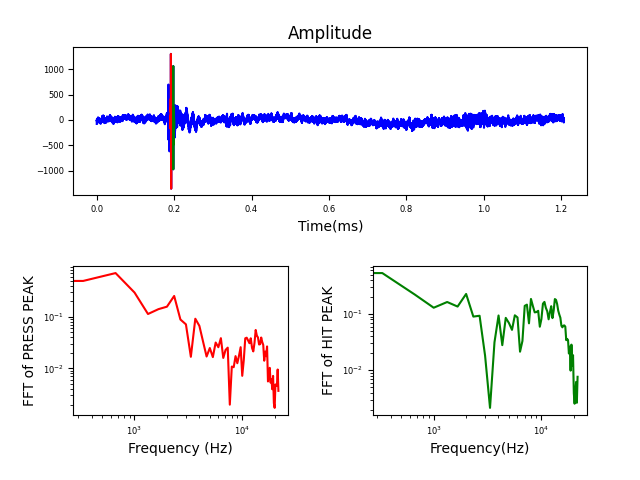 Amplitude
1000
500
0
−500
−1000
0.0 0.2 0.4 0.6 0.8 1.0 1.2
Time(ms)
FFT of PRESS PEAK
10⁻¹
10⁻²
10³ 10⁴
Frequency (Hz)
FFT of HIT PEAK
10⁻¹
10⁻²
10³ 10⁴
Frequency(Hz)